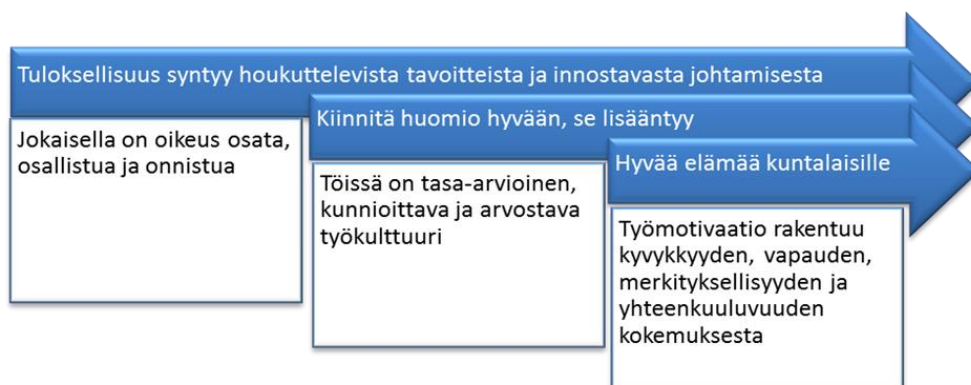 Tuloksellisuus syntyy houkuttelevista tavoitteista ja innostavasta johtamisesta
Jokaisella on oikeus osata,
osallistua ja onnistua
Kiinnitä huomio hyvään, se lisääntyy
Töissä on tasa-arvioinen,
kunnioittava ja arvostava
työkulttuuri
Hyvää elämää kuntalaisille
Työmotivaatio rakentuu
kyvykkyyden, vapauden,
merkityksellisyyden ja
yhteenkuuluvuuden
kokemuksesta